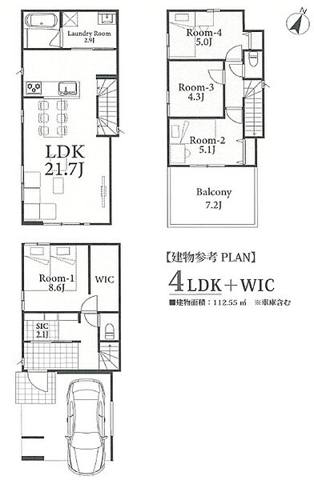 Laundry Room
2.9J
LDK
21.7J
Room-4
5.0J
Room-3
4.3J
Room-2
5.1J
Balcony
7.2J
Room-1
8.6J
WIC
SIC
2.1J
【建物参考 PLAN】
4LDK+WIC
■建物面積：112.55㎡ ※車庫含む